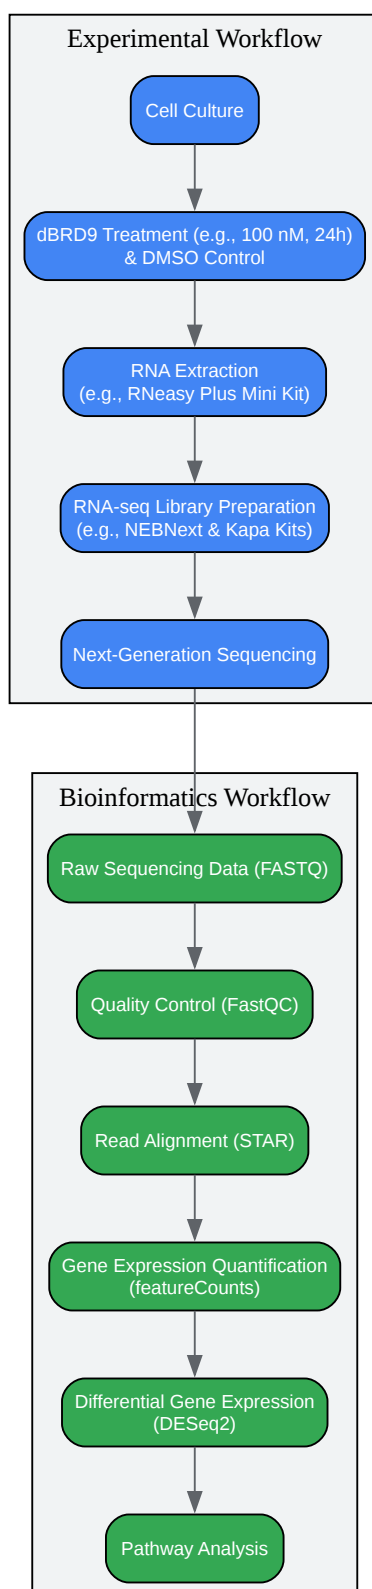 Experimental Workflow
Cell Culture
dBRD9 Treatment (e.g., 100 nM, 24h)
& DMSO Control
RNA Extraction
(e.g., RNeasy Plus Mini Kit)
RNA-seq Library Preparation
(e.g., NEBNext & Kapa Kits)
Next-Generation Sequencing
Bioinformatics Workflow
Raw Sequencing Data (FASTQ)
Quality Control (FastQC)
Read Alignment (STAR)
Gene Expression Quantification
(featureCounts)
Differential Gene Expression
(DESeq2)
Pathway Analysis